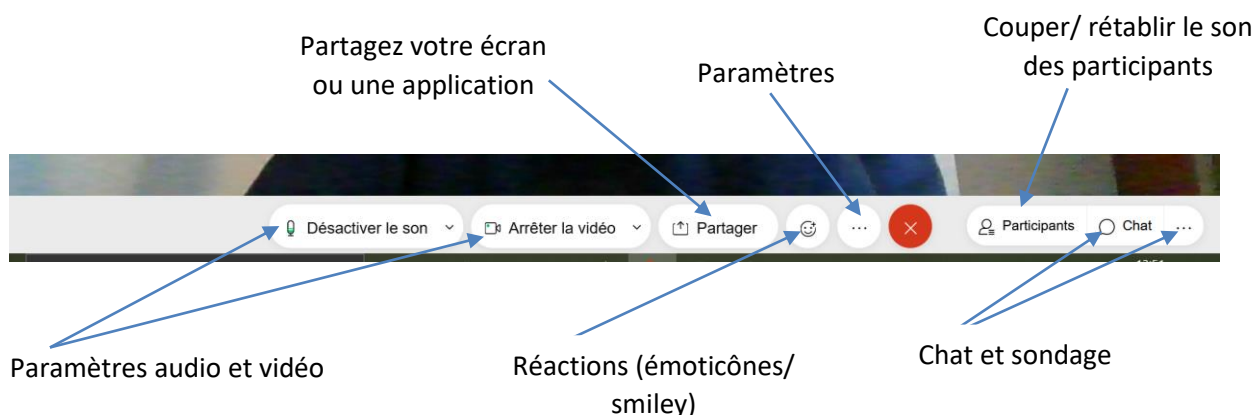 Couper/ rétablir le son
des participants
Partagez votre écran
ou une application
Paramètres
Désactiver le son
Arrêter la vidéo
Partager
Participants
Chat
Paramètres audio et vidéo
Réactions (émoticônes/
smiley)
Chat et sondage